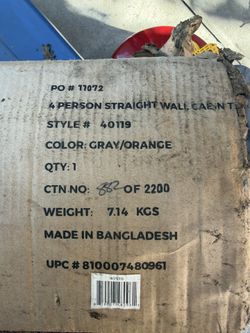 PO # 11072
4 PERSON STRAIGHT WALL CABIN T
STYLE # 40119
COLOR: GRAY/ORANGE
QTY: 1
CTN.NO: 882 OF 2200
WEIGHT: 7.14 KGS
MADE IN BANGLADESH
UPC # 810007480961